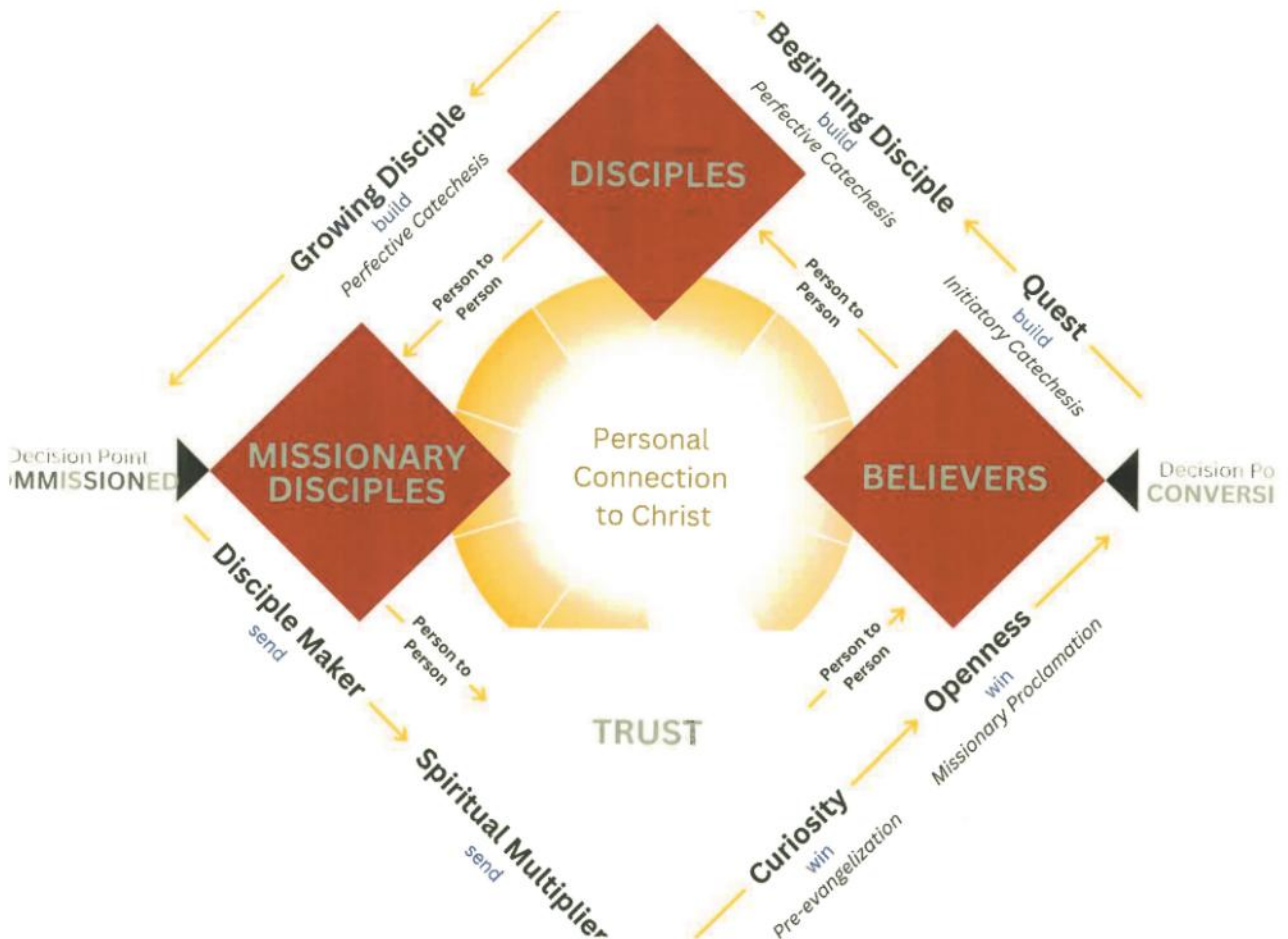 Beginning Disciple
build
Perfective Catechesis
Growing Disciple
build
Perfective Catechesis
DISCIPLES
Person to
Person
Person to
Person
Quest
build
Initiatory Catechesis
Decision Point
MMISSIONED
MISSIONARY
DISCIPLES
Personal
Connection
to Christ
BELIEVERS
Decision Po
CONVERSI
Disciple Maker
send
Person to
Person
TRUST
Person to
Person
Openness
win
Missionary Proclamation
Spiritual Multiplier
send
Curiosity
win
Pre-evangelization